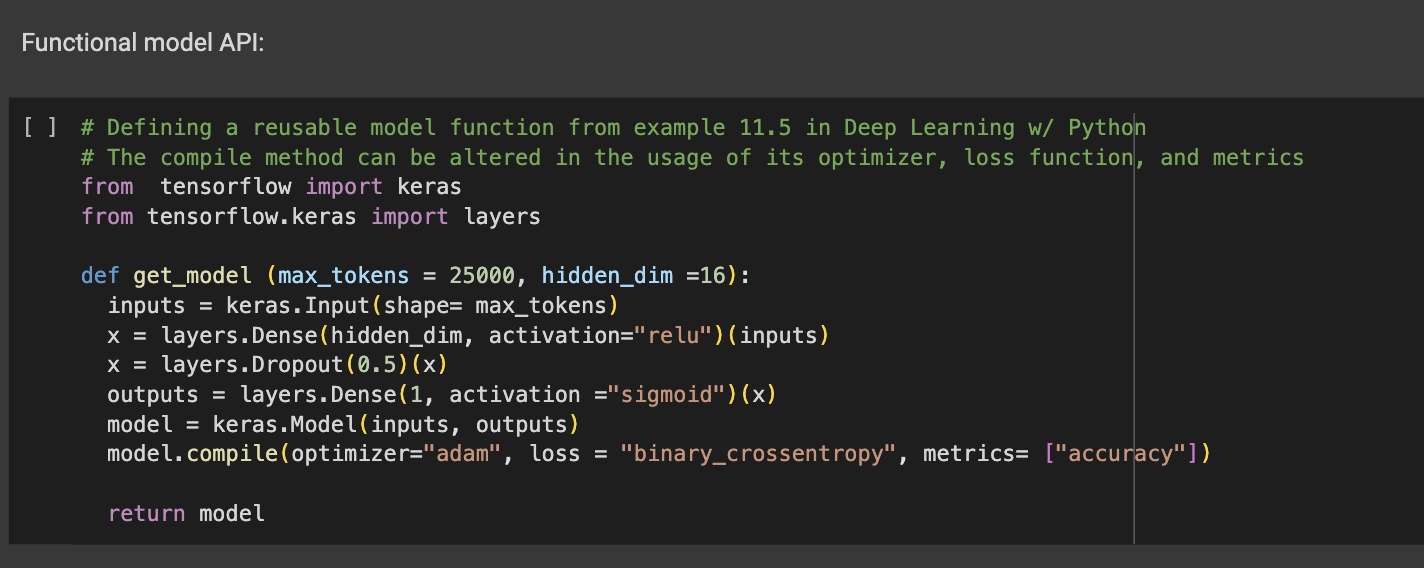 Functional model API:
[ ] # Defining a reusable model function from example 11.5 in Deep Learning w/ Python
# The compile method can be altered in the usage of its optimizer, loss function, and metrics
from  tensorflow import keras
from tensorflow.keras import layers
def get_model (max_tokens = 25000, hidden_dim =16):
  inputs = keras.Input(shape= max_tokens)
  x = layers.Dense(hidden_dim, activation="relu")(inputs)
  x = layers.Dropout(0.5)(x)
  outputs = layers.Dense(1, activation ="sigmoid")(x)
  model = keras.Model(inputs, outputs)
  model.compile(optimizer="adam", loss = "binary_crossentropy", metrics= ["accuracy"])
  return model